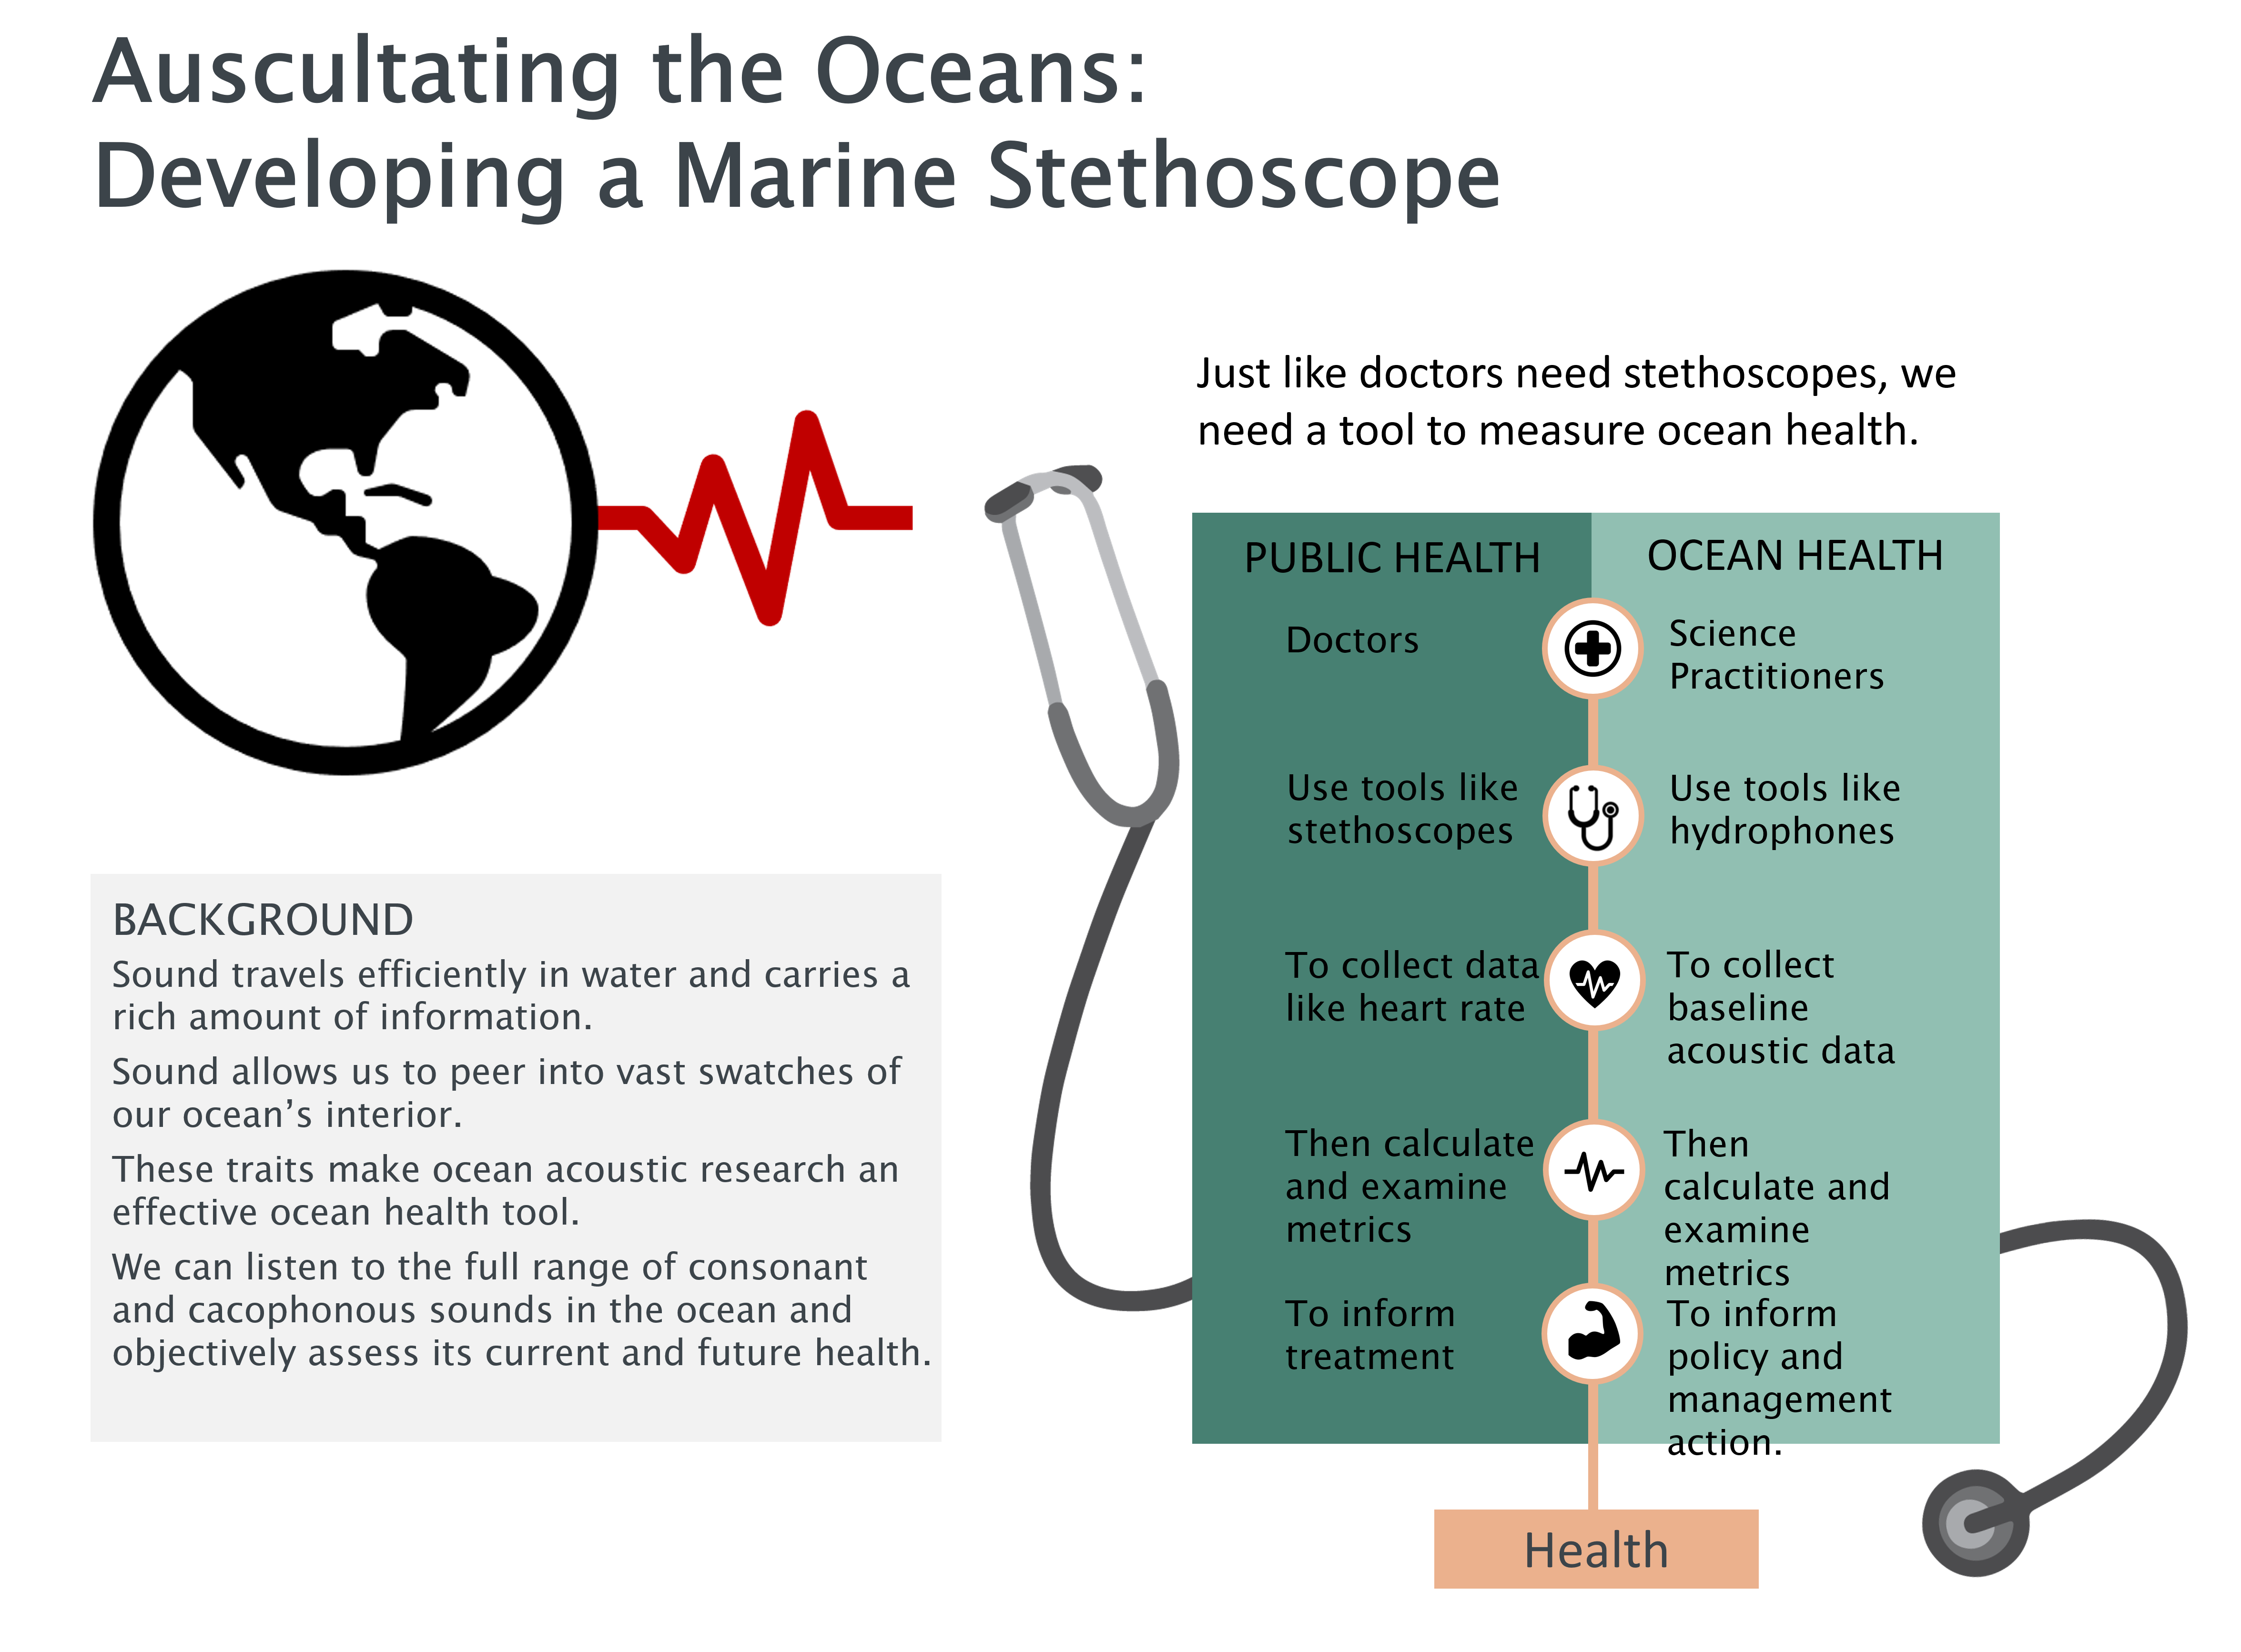 Auscultating the Oceans:
Developing a Marine Stethoscope
Just like doctors need stethoscopes, we
need a tool to measure ocean health.
BACKGROUND
Sound travels efficiently in water and carries a
rich amount of information.
Sound allows us to peer into vast swatches of
our ocean’s interior.
These traits make ocean acoustic research an
effective ocean health tool.
We can listen to the full range of consonant
and cacophonous sounds in the ocean and
objectively assess its current and future health.
PUBLIC HEALTH
Doctors
Use tools like
stethoscopes
To collect data
like heart rate
Then calculate
and examine
metrics
To inform
treatment
OCEAN HEALTH
Science
Practitioners
Use tools like
hydrophones
To collect
baseline
acoustic data
Then
calculate and
examine
metrics
To inform
policy and
management
action.
Health